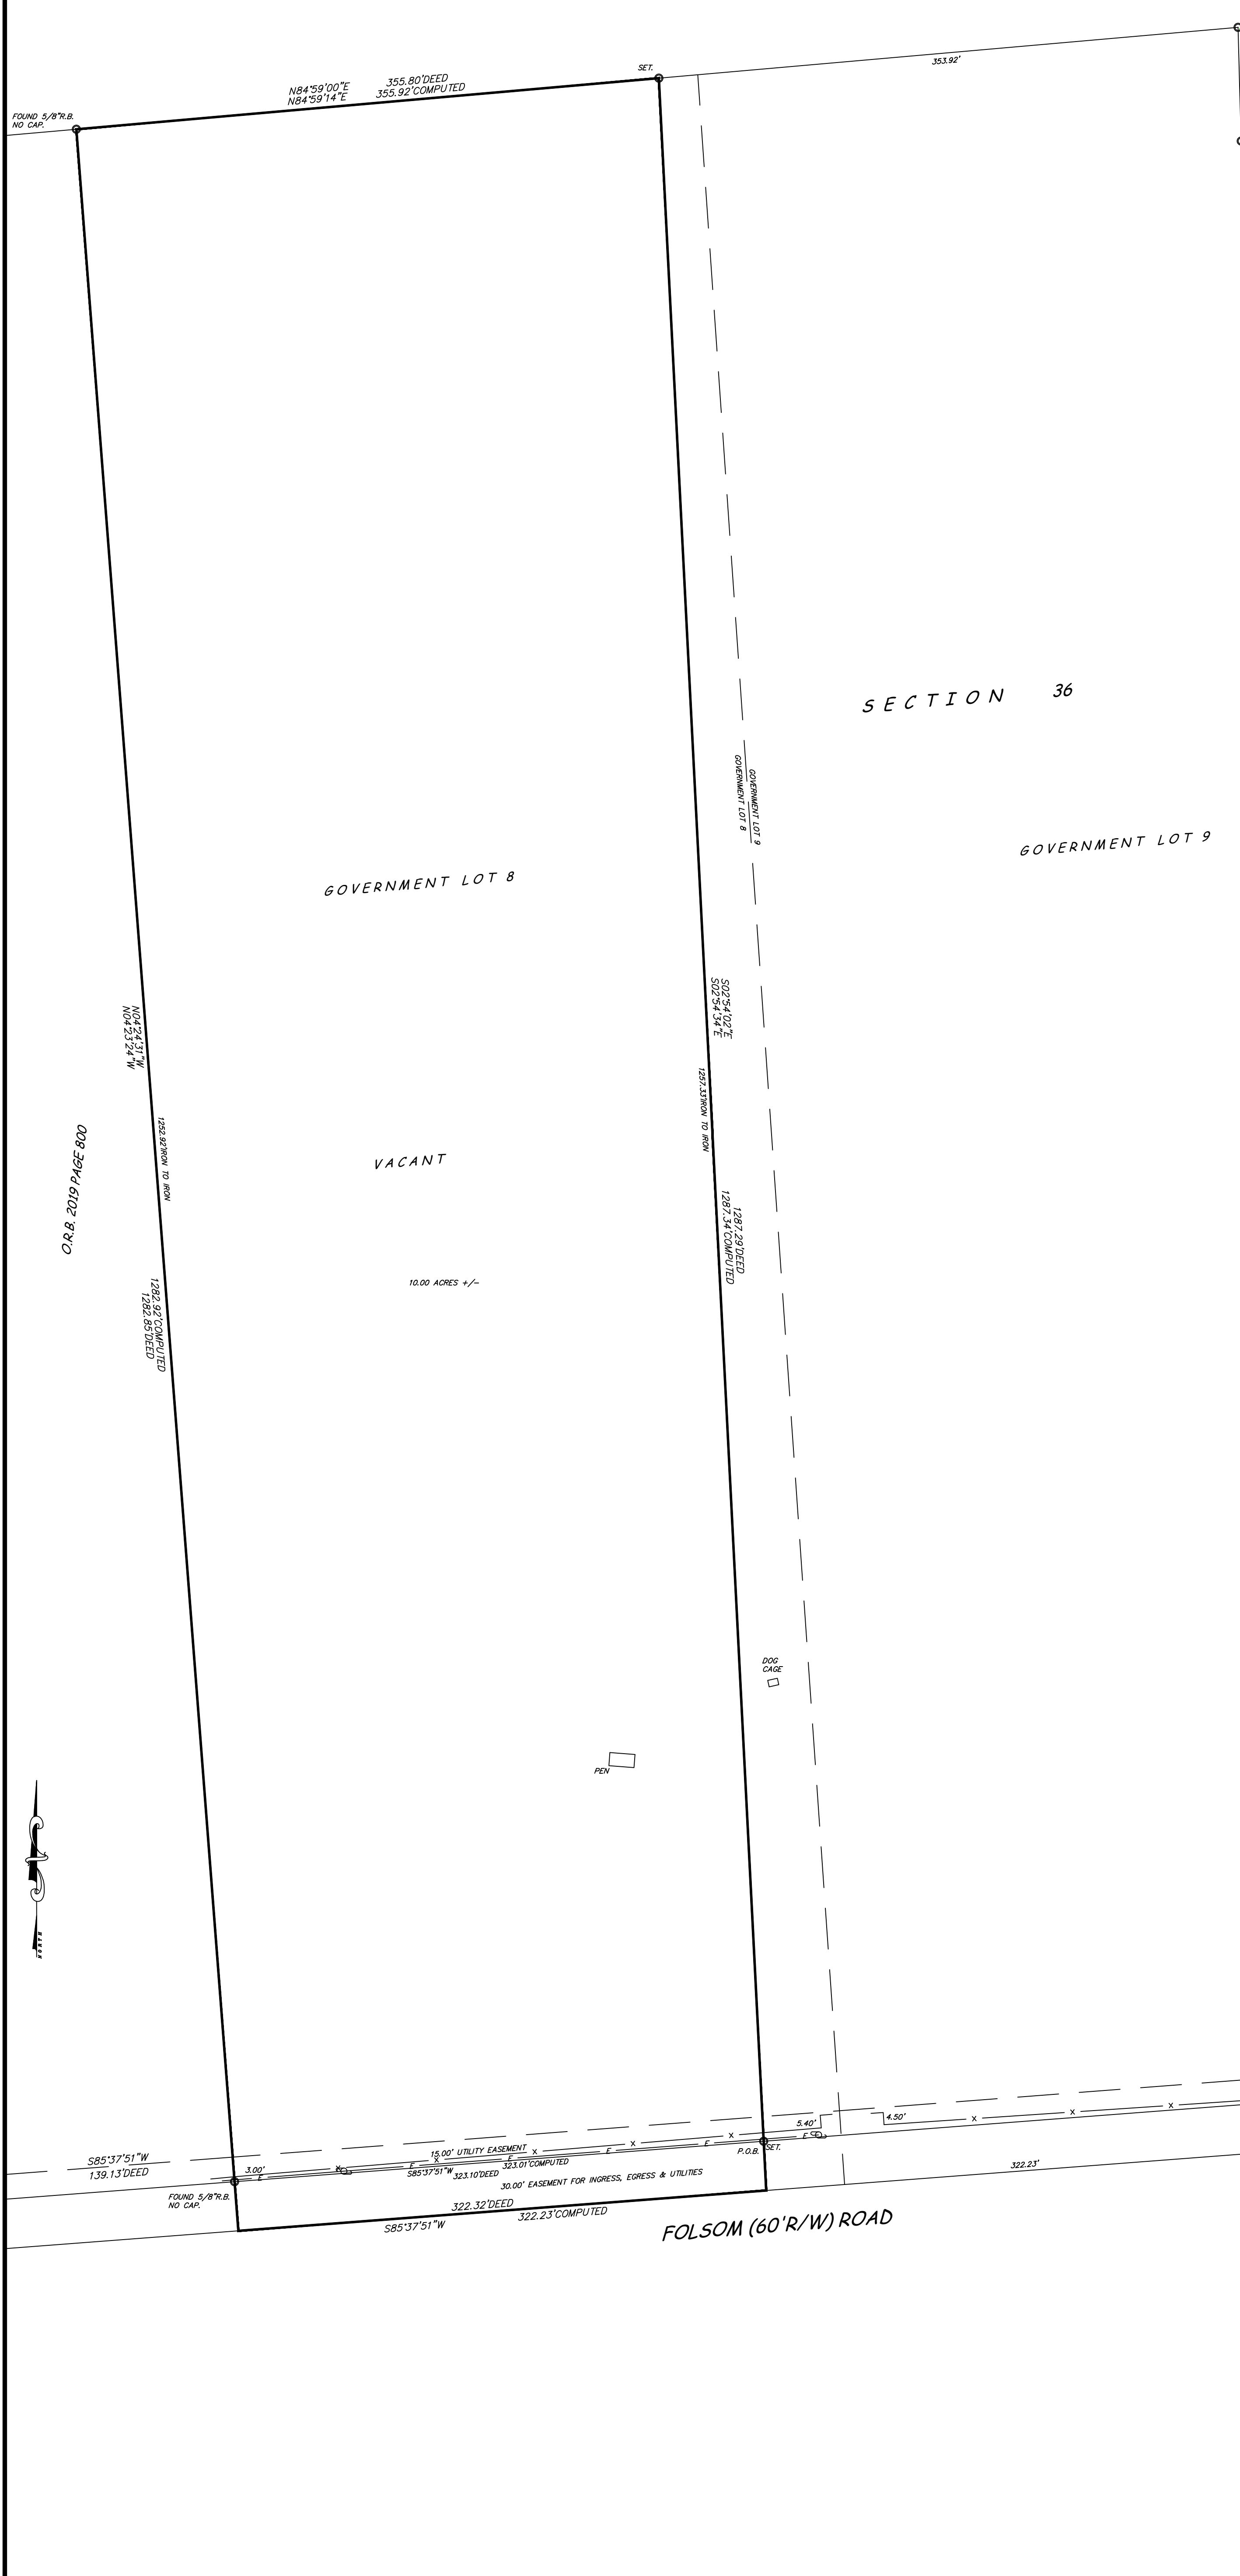 353.92'
SET.
N84°59'00"E 355.80'DEED
N84°59'14"E 355.92'COMPUTED
FOUND 5/8"R.B.
NO CAP.
SECTION 36
GOVERNMENT LOT 9
GOVERNMENT LOT 8
GOVERNMENT LOT 9
GOVERNMENT LOT 8
S02°54'02"E
S02°54'34"E
N04°24'31"W
N04°23'24"W
1257.33'IRON TO IRON
1252.92'IRON TO IRON
O.R.B. 2019 PAGE 800
VACANT
1287.29'DEED
1287.34'COMPUTED
10.00 ACRES +/-
1282.92'COMPUTED
1282.85'DEED
DOG
CAGE
PEN
5.40'
4.50'
X X X
X X X X X
15.00' UTILITY EASEMENT
E E E E E E
P.O.B.
SET.
S85°37'51"W
139.13'DEED
3.00'
323.01'COMPUTED
S85°37'51"W
323.10'DEED
30.00' EASEMENT FOR INGRESS, EGRESS & UTILITIES
322.23'
FOUND 5/8"R.B.
NO CAP.
322.32'DEED
322.23'COMPUTED
S85°37'51"W
FOLSOM (60'R/W) ROAD